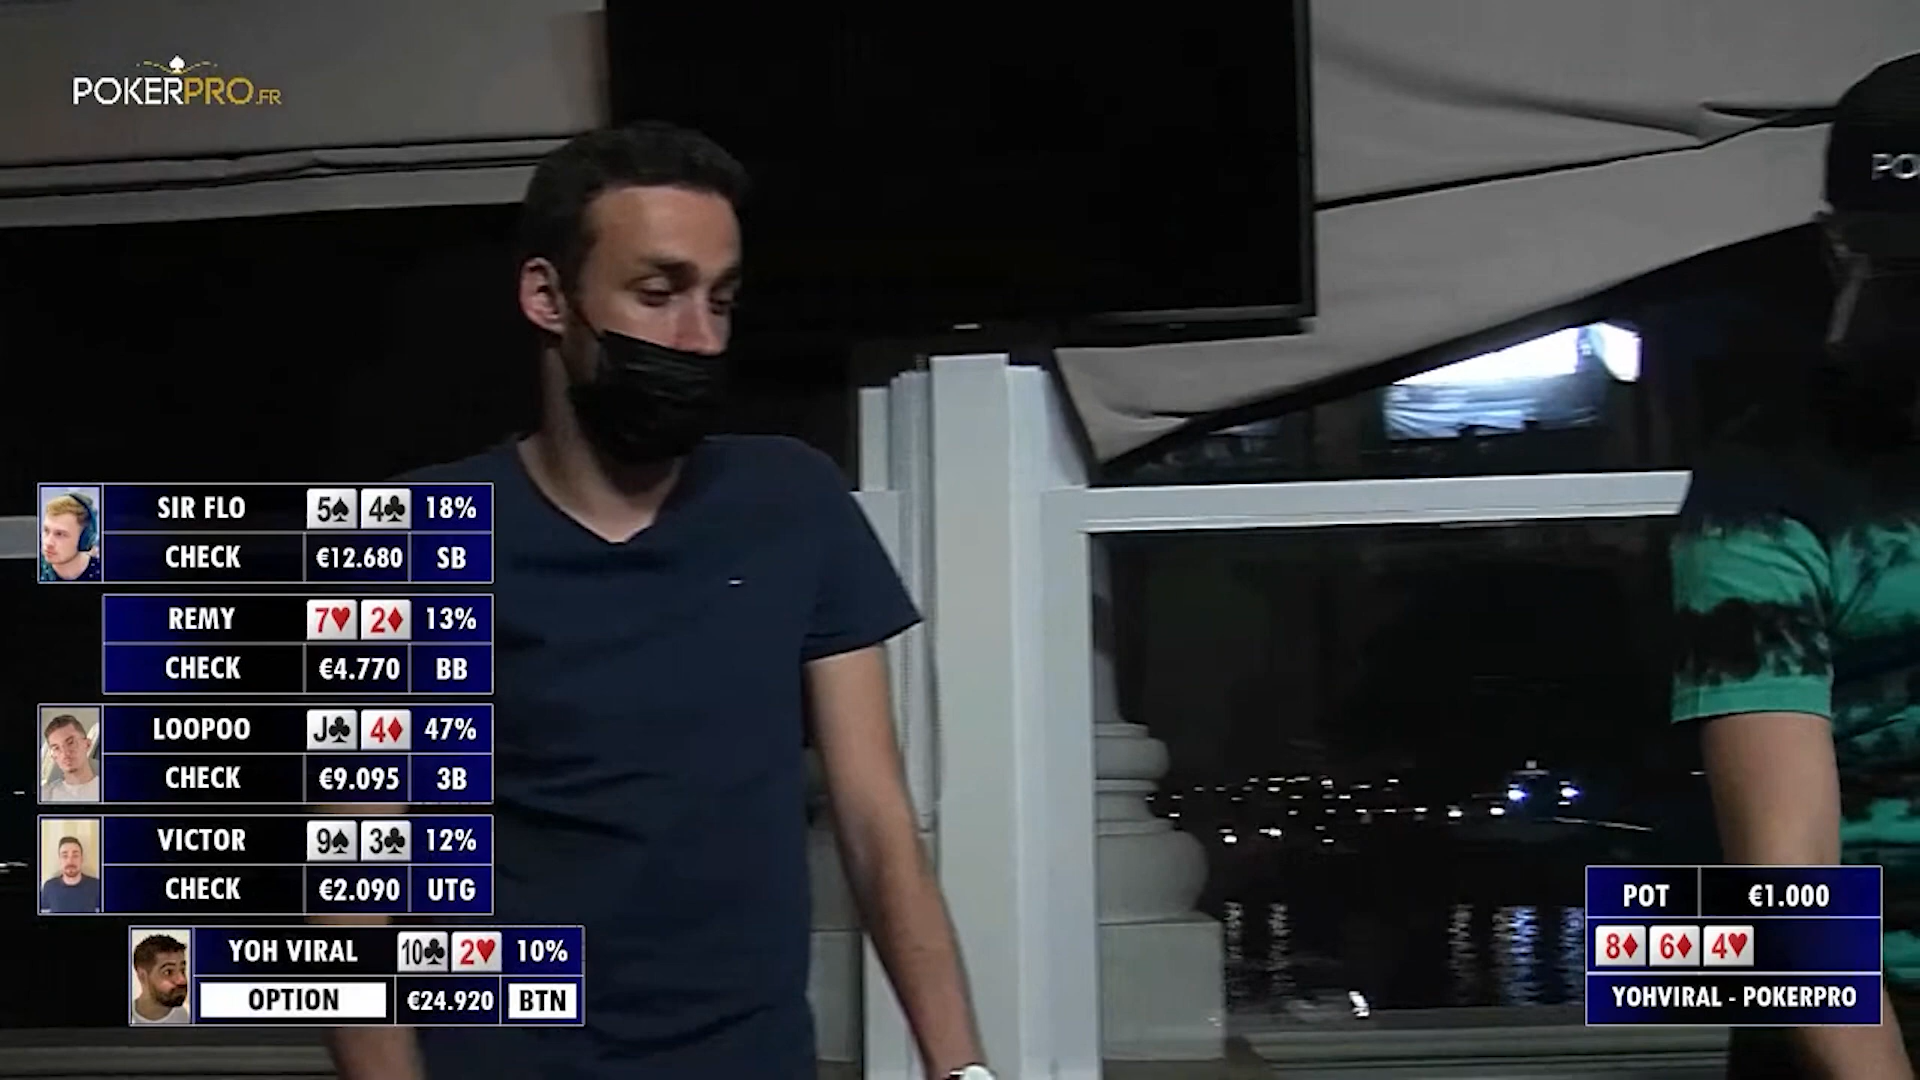 POKERPRO.FR
PO
SIR FLO 5♠ 4♣ 18%
CHECK €12.680 SB
REMY 7♥ 2♦ 13%
CHECK €4.770 BB
LOOPOO J♣ 4♦ 47%
CHECK €9.095 3B
VICTOR 9♠ 3♣ 12%
CHECK €2.090 UTG
YOH VIRAL 10♣ 2♥ 10%
OPTION €24.920 BTN
POT €1.000
8♦ 6♦ 4♥
YOHVIRAL - POKERPRO